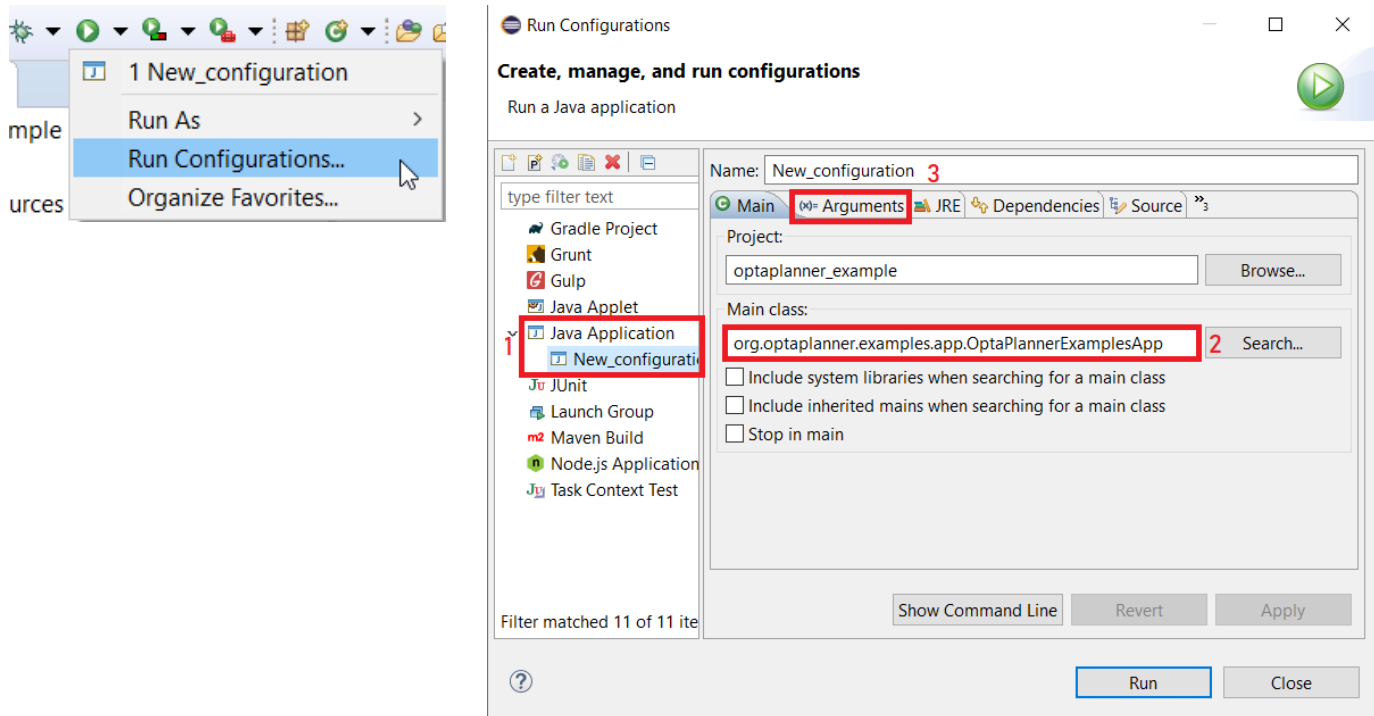 1 New_configuration
mple
Run As
Run Configurations...
urces
Organize Favorites...
Run Configurations
Create, manage, and run configurations
Run a Java application
type filter text
Gradle Project
Grunt
Gulp
Java Applet
1
Java Application
New_configuratio
JUnit
Launch Group
Maven Build
Node.js Application
Task Context Test
Filter matched 11 of 11 ite
Name: New_configuration 3
Main (x)= Arguments JRE Dependencies Source »3
Project:
optaplanner_example Browse...
Main class:
org.optaplanner.examples.app.OptaPlannerExamplesApp 2 Search...
Include system libraries when searching for a main class
Include inherited mains when searching for a main class
Stop in main
Show Command Line Revert Apply
? Run Close